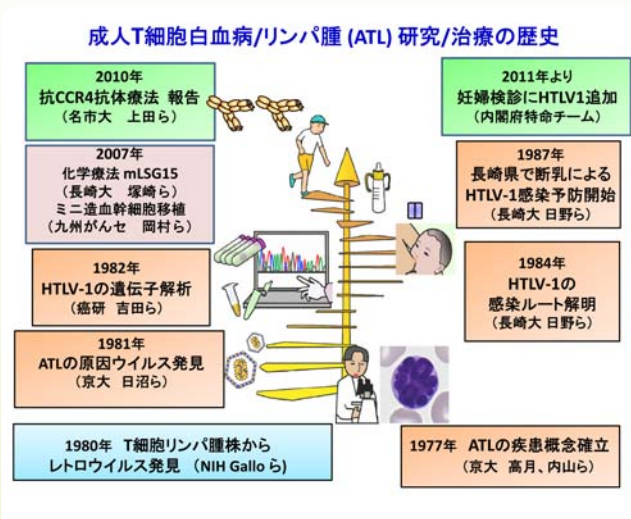 成人T細胞白血病/リンパ腫 (ATL) 研究/治療の歴史
2010年
抗CCR4抗体療法 報告
(名市大 上田ら)
2007年
化学療法 mLSG15
(長崎大 塚崎ら)
ミニ造血幹細胞移植
(九州がんセ 岡村ら)
1982年
HTLV-1の遺伝子解析
(癌研 吉田ら)
1981年
ATLの原因ウイルス発見
(京大 日沼ら)
1980年 T細胞リンパ腫株から
レトロウイルス発見 (NIH Gallo ら)
2011年より
妊婦検診にHTLV1追加
(内閣府特命チーム)
1987年
長崎県で断乳による
HTLV-1感染予防開始
(長崎大 日野ら)
1984年
HTLV-1の
感染ルート解明
(長崎大 日野ら)
1977年 ATLの疾患概念確立
(京大 高月、内山ら)